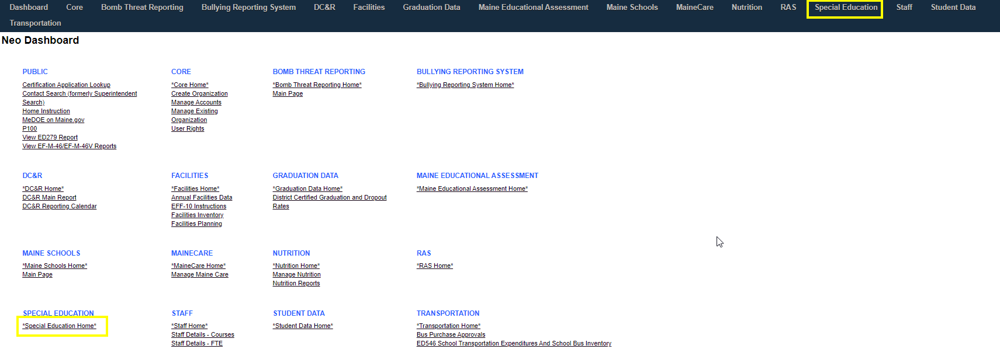 Dashboard Core Bomb Threat Reporting Bullying Reporting System DC&R Facilities Graduation Data Maine Educational Assessment Maine Schools MaineCare Nutrition RAS Special Education Staff Student Data
Transportation
Neo Dashboard
PUBLIC
Certification Application Lookup
Contact Search (formerly Superintendent
Search)
Home Instruction
MeDOE on Maine.gov
P100
View ED279 Report
View EF-M-46/EF-M-46V Reports
CORE
*Core Home*
Create Organization
Manage Accounts
Manage Existing
Organization
User Rights
BOMB THREAT REPORTING
*Bomb Threat Reporting Home*
Main Page
BULLYING REPORTING SYSTEM
*Bullying Reporting System Home*
DC&R
*DC&R Home*
DC&R Main Report
DC&R Reporting Calendar
FACILITIES
*Facilities Home*
Annual Facilities Data
EFF-10 Instructions
Facilities Inventory
Facilities Planning
GRADUATION DATA
*Graduation Data Home*
District Certified Graduation and Dropout
Rates
MAINE EDUCATIONAL ASSESSMENT
*Maine Educational Assessment Home*
MAINE SCHOOLS
*Maine Schools Home*
Main Page
MAINECARE
*MaineCare Home*
Manage Maine Care
NUTRITION
*Nutrition Home*
Manage Nutrition
Nutrition Reports
RAS
*RAS Home*
SPECIAL EDUCATION
*Special Education Home*
STAFF
*Staff Home*
Staff Details - Courses
Staff Details - FTE
STUDENT DATA
*Student Data Home*
TRANSPORTATION
*Transportation Home*
Bus Purchase Approvals
ED546 School Transportation Expenditures And School Bus Inventory